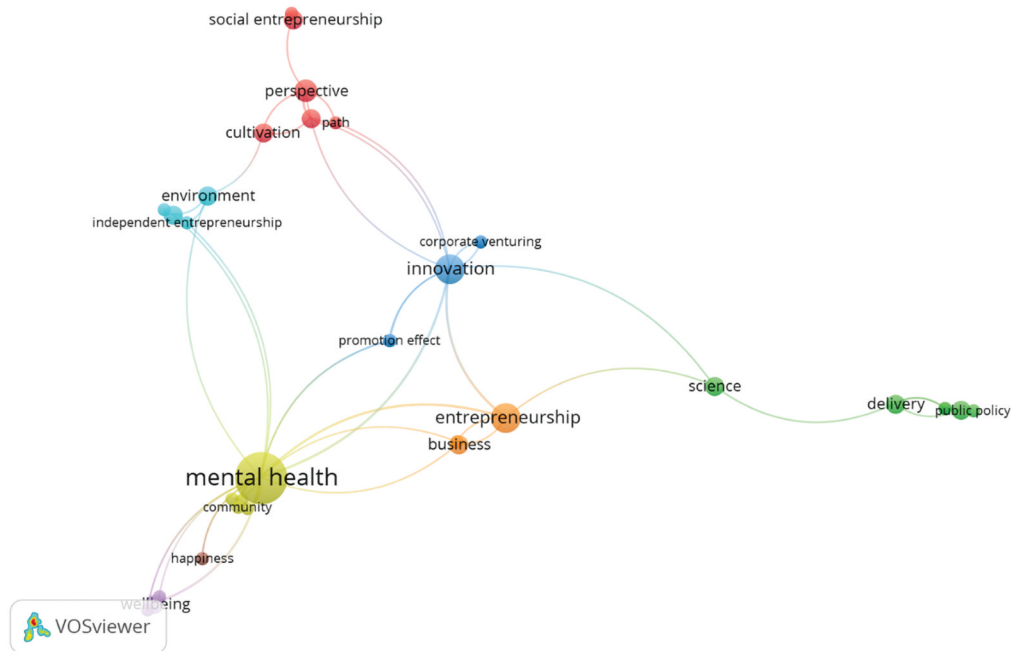 social entrepreneurship
perspective
path
cultivation
environment
independent entrepreneurship
corporate venturing
innovation
promotion effect
science
delivery
public policy
entrepreneurship
business
mental health
community
happiness
wellbeing
VOSviewer